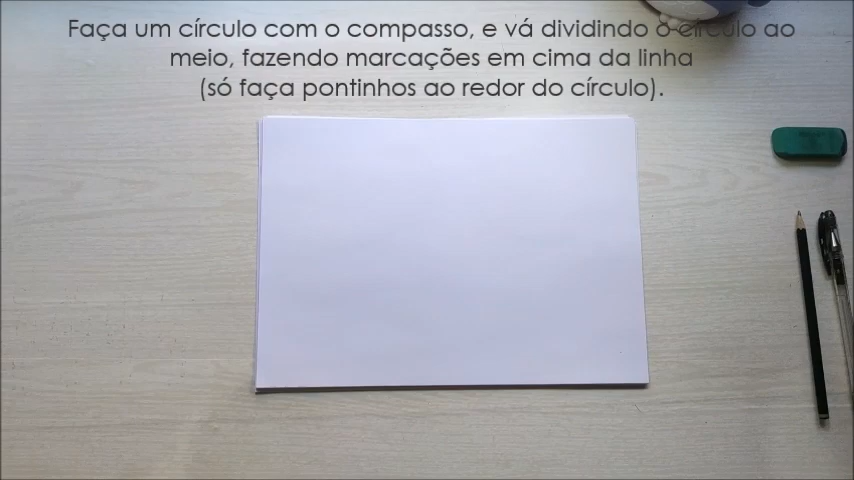 Faça um círculo com o compasso, e vá dividindo o círculo ao
meio, fazendo marcações em cima da linha
(só faça pontinhos ao redor do círculo).